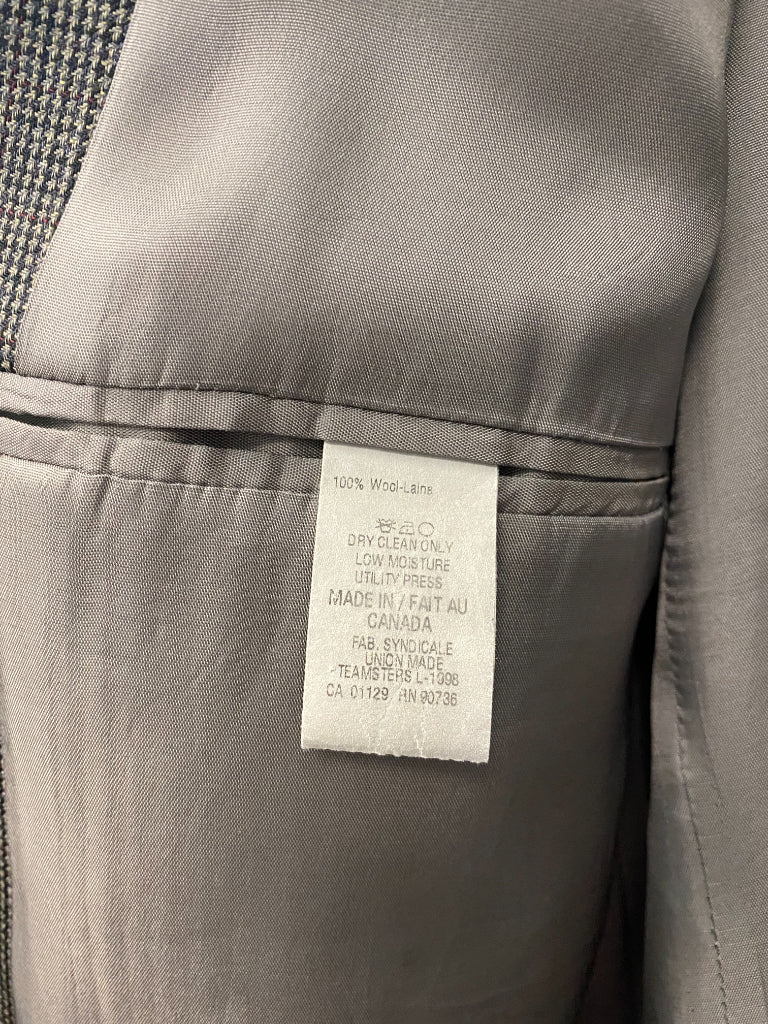 100% Wool-Laine
DRY CLEAN ONLY
LOW MOISTURE
UTILITY PRESS
MADE IN / FAIT AU
CANADA
FAB. SYNDICALE
UNION MADE
-TEAMSTERS L-1998
CA 01129 RN 90736